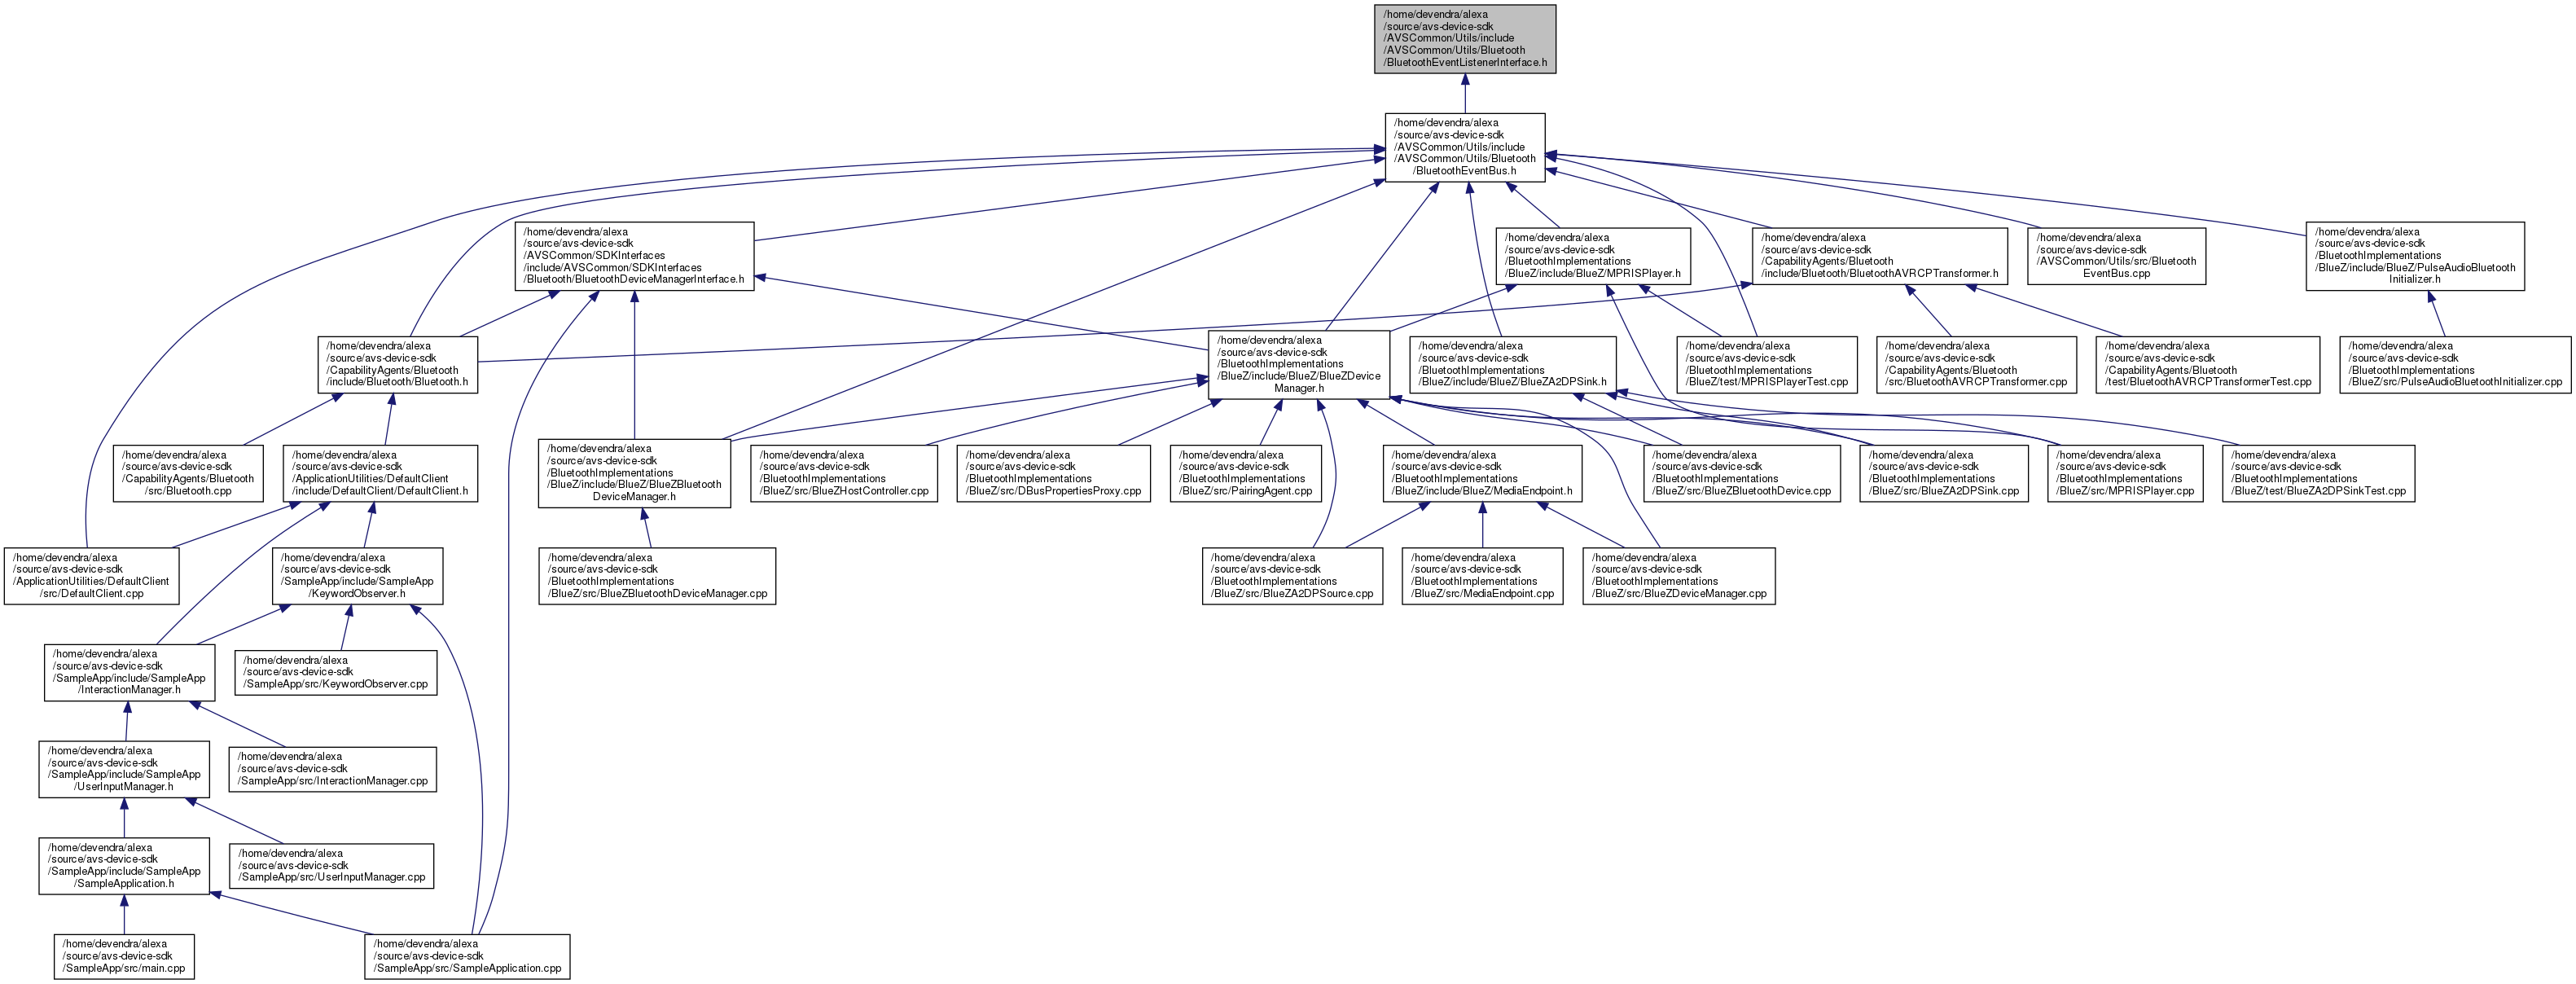 /home/devendra/alexa
/source/avs-device-sdk
/AVSCommon/Utils/include
/AVSCommon/Utils/Bluetooth
/BluetoothEventListenerInterface.h
/home/devendra/alexa
/source/avs-device-sdk
/AVSCommon/Utils/include
/AVSCommon/Utils/Bluetooth
/BluetoothEventBus.h
/home/devendra/alexa
/source/avs-device-sdk
/AVSCommon/SDKInterfaces
/include/AVSCommon/SDKInterfaces
/Bluetooth/BluetoothDeviceManagerInterface.h
/home/devendra/alexa
/source/avs-device-sdk
/BluetoothImplementations
/BlueZ/include/BlueZ/MPRISPlayer.h
/home/devendra/alexa
/source/avs-device-sdk
/CapabilityAgents/Bluetooth
/include/Bluetooth/BluetoothAVRCPTransformer.h
/home/devendra/alexa
/source/avs-device-sdk
/AVSCommon/Utils/src/Bluetooth
EventBus.cpp
/home/devendra/alexa
/source/avs-device-sdk
/BluetoothImplementations
/BlueZ/include/BlueZ/PulseAudioBluetooth
Initializer.h
/home/devendra/alexa
/source/avs-device-sdk
/CapabilityAgents/Bluetooth
/include/Bluetooth/Bluetooth.h
/home/devendra/alexa
/source/avs-device-sdk
/BluetoothImplementations
/BlueZ/include/BlueZ/BlueZDevice
Manager.h
/home/devendra/alexa
/source/avs-device-sdk
/BluetoothImplementations
/BlueZ/include/BlueZ/BlueZA2DPSink.h
/home/devendra/alexa
/source/avs-device-sdk
/BluetoothImplementations
/BlueZ/test/MPRISPlayerTest.cpp
/home/devendra/alexa
/source/avs-device-sdk
/CapabilityAgents/Bluetooth
/src/BluetoothAVRCPTransformer.cpp
/home/devendra/alexa
/source/avs-device-sdk
/CapabilityAgents/Bluetooth
/test/BluetoothAVRCPTransformerTest.cpp
/home/devendra/alexa
/source/avs-device-sdk
/BluetoothImplementations
/BlueZ/src/PulseAudioBluetoothInitializer.cpp
/home/devendra/alexa
/source/avs-device-sdk
/CapabilityAgents/Bluetooth
/src/Bluetooth.cpp
/home/devendra/alexa
/source/avs-device-sdk
/ApplicationUtilities/DefaultClient
/include/DefaultClient/DefaultClient.h
/home/devendra/alexa
/source/avs-device-sdk
/BluetoothImplementations
/BlueZ/include/BlueZ/BlueZBluetooth
DeviceManager.h
/home/devendra/alexa
/source/avs-device-sdk
/BluetoothImplementations
/BlueZ/src/BlueZHostController.cpp
/home/devendra/alexa
/source/avs-device-sdk
/BluetoothImplementations
/BlueZ/src/DBusPropertiesProxy.cpp
/home/devendra/alexa
/source/avs-device-sdk
/BluetoothImplementations
/BlueZ/src/PairingAgent.cpp
/home/devendra/alexa
/source/avs-device-sdk
/BluetoothImplementations
/BlueZ/include/BlueZ/MediaEndpoint.h
/home/devendra/alexa
/source/avs-device-sdk
/BluetoothImplementations
/BlueZ/src/BlueZBluetoothDevice.cpp
/home/devendra/alexa
/source/avs-device-sdk
/BluetoothImplementations
/BlueZ/src/BlueZA2DPSink.cpp
/home/devendra/alexa
/source/avs-device-sdk
/BluetoothImplementations
/BlueZ/src/MPRISPlayer.cpp
/home/devendra/alexa
/source/avs-device-sdk
/BluetoothImplementations
/BlueZ/test/BlueZA2DPSinkTest.cpp
/home/devendra/alexa
/source/avs-device-sdk
/ApplicationUtilities/DefaultClient
/src/DefaultClient.cpp
/home/devendra/alexa
/source/avs-device-sdk
/SampleApp/include/SampleApp
/KeywordObserver.h
/home/devendra/alexa
/source/avs-device-sdk
/BluetoothImplementations
/BlueZ/src/BlueZBluetoothDeviceManager.cpp
/home/devendra/alexa
/source/avs-device-sdk
/BluetoothImplementations
/BlueZ/src/BlueZA2DPSource.cpp
/home/devendra/alexa
/source/avs-device-sdk
/BluetoothImplementations
/BlueZ/src/MediaEndpoint.cpp
/home/devendra/alexa
/source/avs-device-sdk
/BluetoothImplementations
/BlueZ/src/BlueZDeviceManager.cpp
/home/devendra/alexa
/source/avs-device-sdk
/SampleApp/include/SampleApp
/InteractionManager.h
/home/devendra/alexa
/source/avs-device-sdk
/SampleApp/src/KeywordObserver.cpp
/home/devendra/alexa
/source/avs-device-sdk
/SampleApp/include/SampleApp
/UserInputManager.h
/home/devendra/alexa
/source/avs-device-sdk
/SampleApp/src/InteractionManager.cpp
/home/devendra/alexa
/source/avs-device-sdk
/SampleApp/include/SampleApp
/SampleApplication.h
/home/devendra/alexa
/source/avs-device-sdk
/SampleApp/src/UserInputManager.cpp
/home/devendra/alexa
/source/avs-device-sdk
/SampleApp/src/main.cpp
/home/devendra/alexa
/source/avs-device-sdk
/SampleApp/src/SampleApplication.cpp